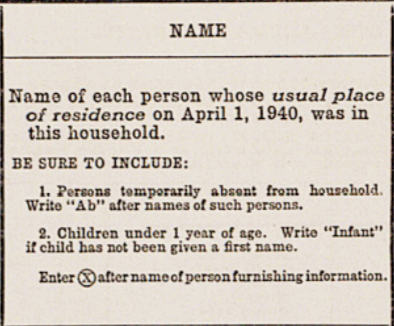 NAME
Name of each person whose usual place
of residence on April 1, 1940, was in
this household.
BE SURE TO INCLUDE:
1. Persons temporarily absent from household.
Write "Ab" after names of such persons.
2. Children under 1 year of age. Write "Infant"
if child has not been given a first name.
Enter Ⓧ after name of person furnishing information.